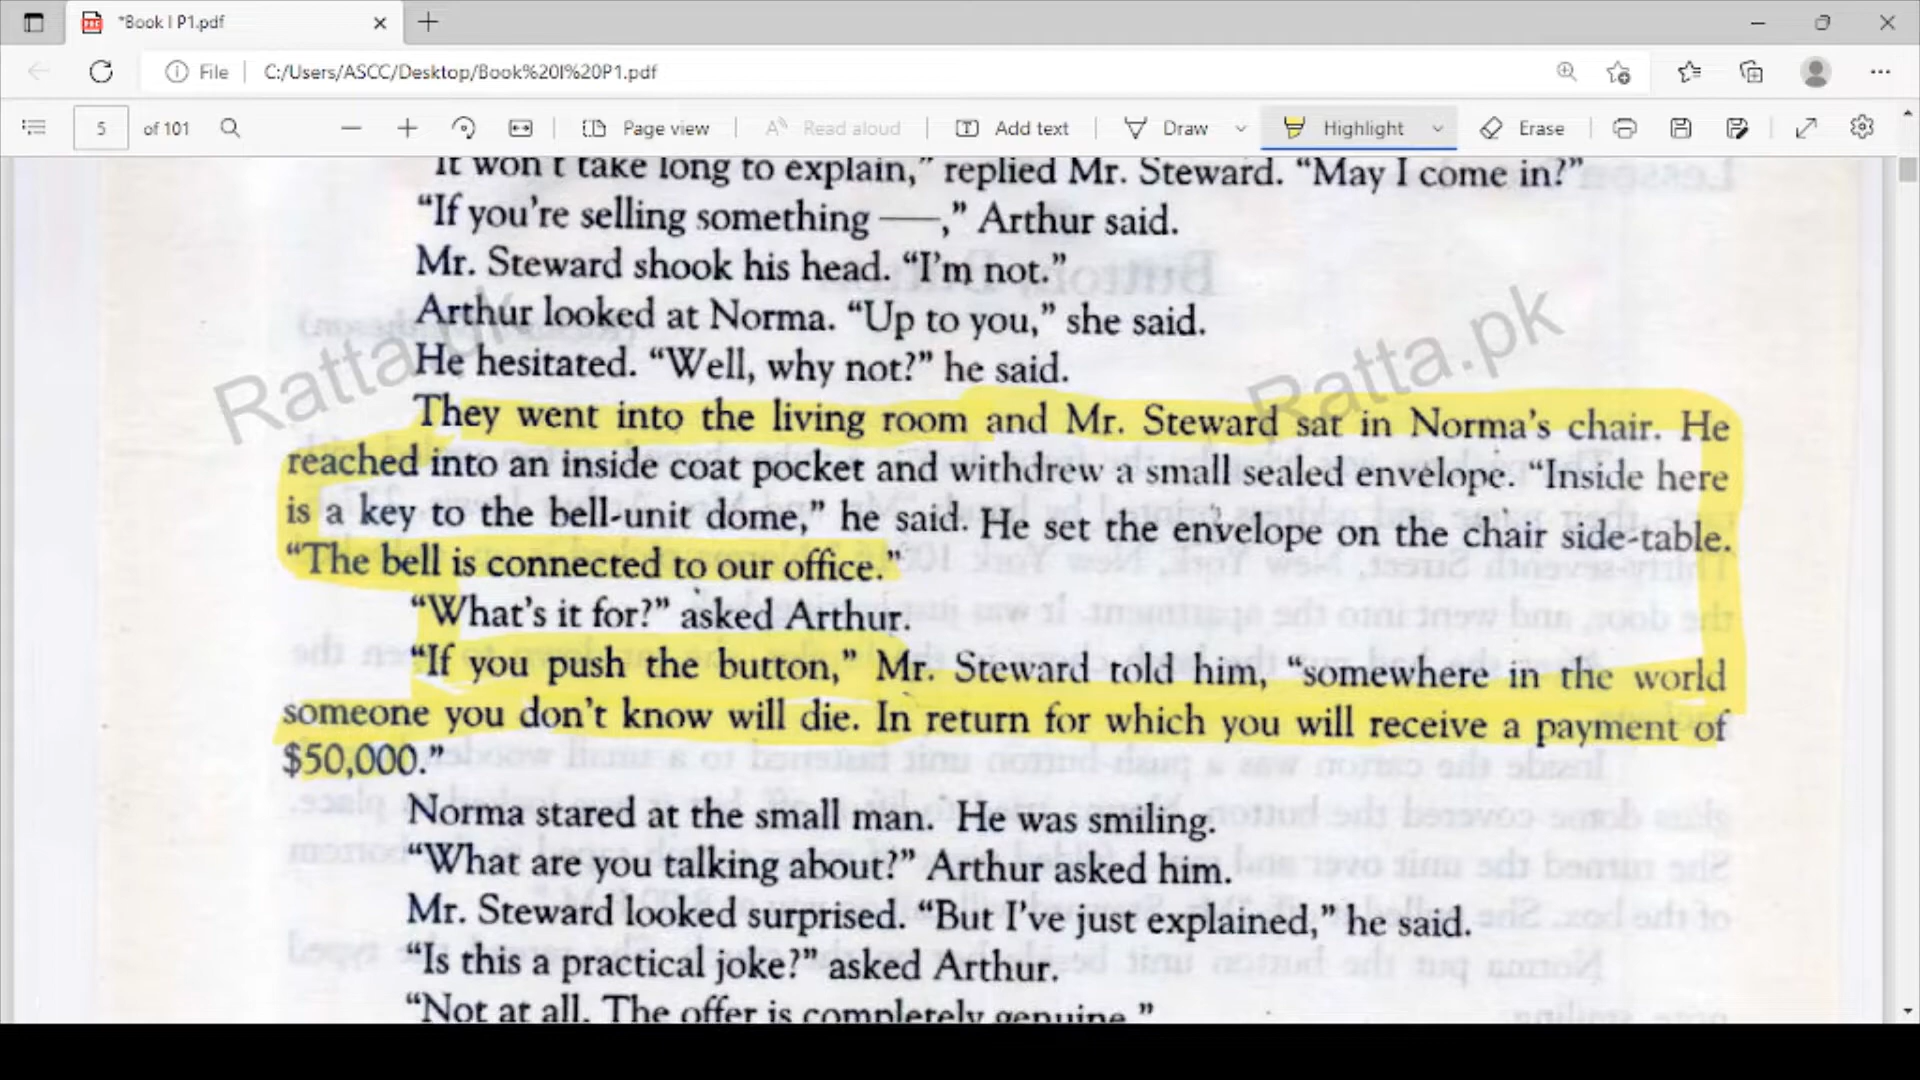 *Book I P1.pdf
File
C:/Users/ASCC/Desktop/Book%20I%20P1.pdf
5 of 101 Page view Read aloud Add text Draw Highlight Erase
It won't take long to explain,” replied Mr. Steward. “May I come in?”
“If you're selling something ——,” Arthur said.
Mr. Steward shook his head. “I'm not.”
Arthur looked at Norma. “Up to you,” she said.
He hesitated. “Well, why not?” he said.
They went into the living room and Mr. Steward sat in Norma's chair. He
reached into an inside coat pocket and withdrew a small sealed envelope. “Inside here
is a key to the bell-unit dome,” he said. He set the envelope on the chair side-table.
“The bell is connected to our office.”
“What's it for?” asked Arthur.
“If you push the button,” Mr. Steward told him, “somewhere in the world
someone you don't know will die. In return for which you will receive a payment of
$50,000.”
Norma stared at the small man. He was smiling.
“What are you talking about?” Arthur asked him.
Mr. Steward looked surprised. “But I've just explained,” he said.
“Is this a practical joke?” asked Arthur.
“Not at all. The offer is completely genuine.”
Ratta.pk
Ratta.pk